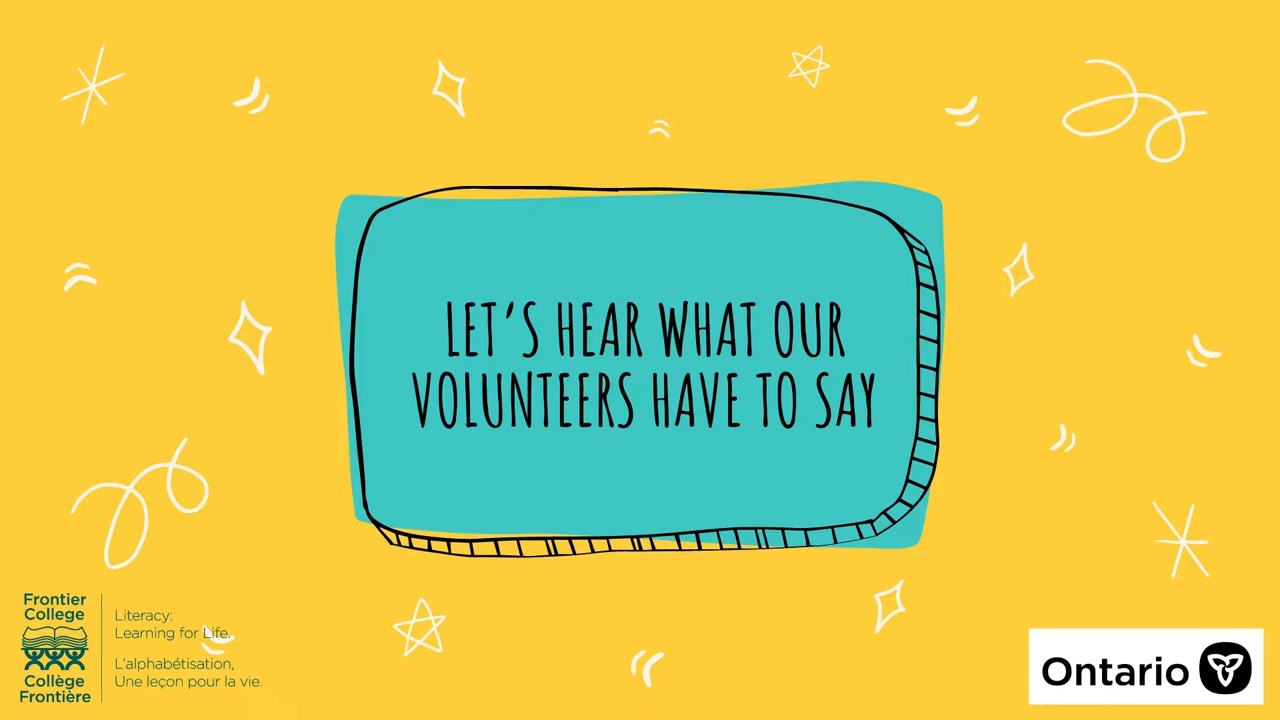 LET'S HEAR WHAT OUR
VOLUNTEERS HAVE TO SAY
Frontier
College
Collège
Frontière
Literacy:
Learning for Life.
L'alphabétisation,
Une leçon pour la vie.
Ontario